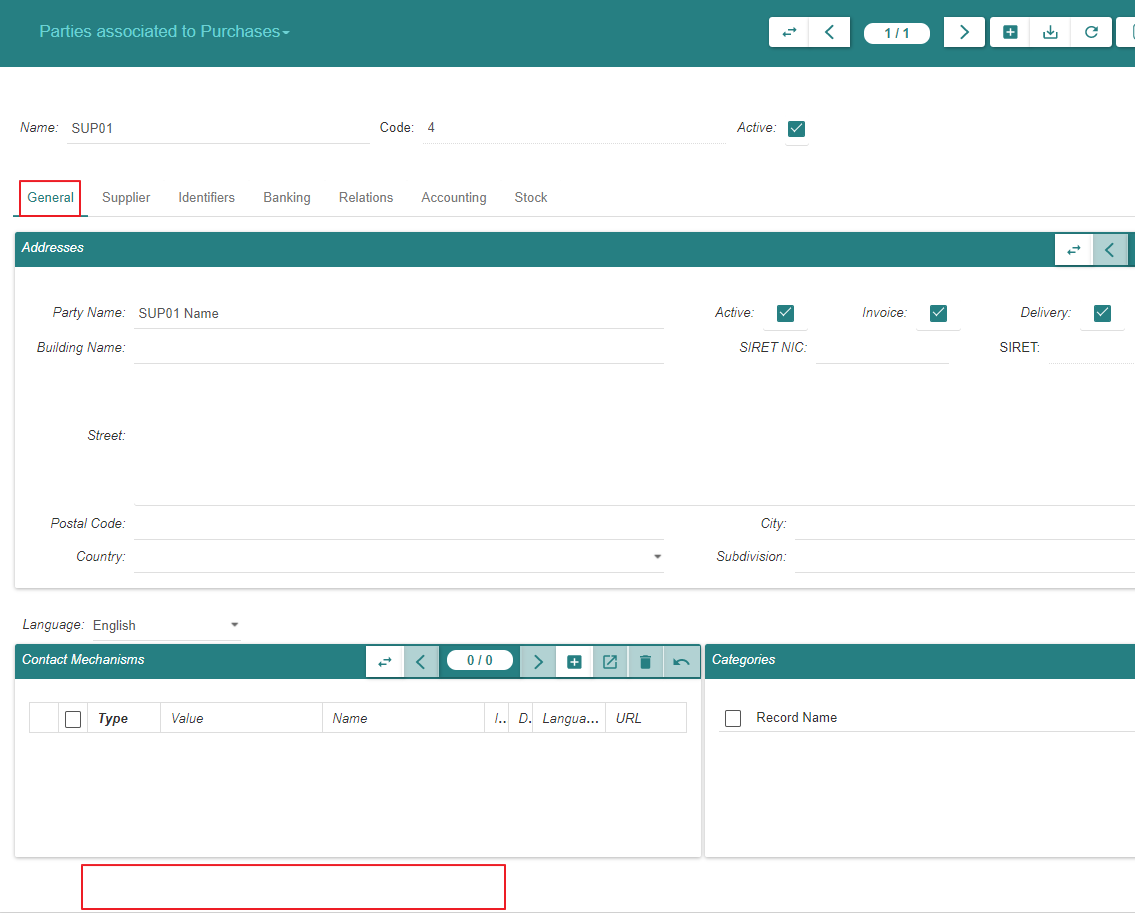 Parties associated to Purchases
1 / 1
Name: SUP01 Code: 4 Active:
General Supplier Identifiers Banking Relations Accounting Stock
Addresses
Party Name: SUP01 Name Active: Invoice: Delivery:
Building Name: SIRET NIC: SIRET:
Street:
Postal Code: City:
Country: Subdivision:
Language: English
Contact Mechanisms 0 / 0 Categories
Type Value Name I.. D. Langua... URL Record Name